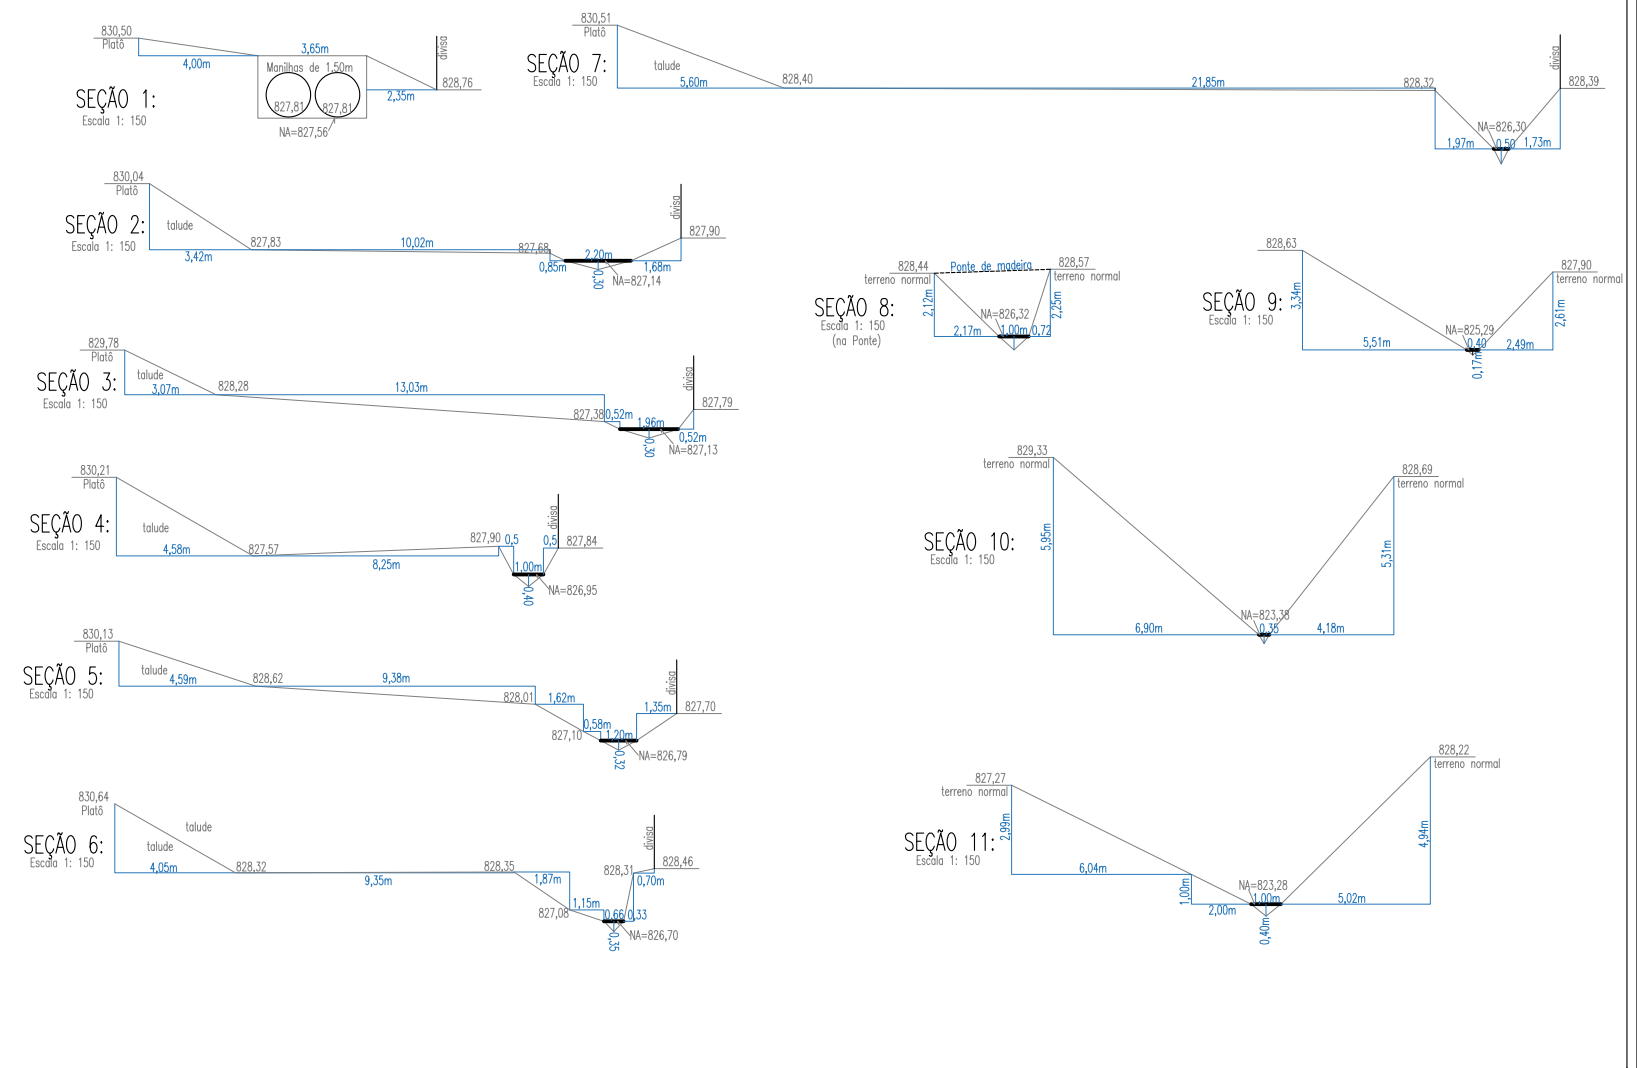 830,50
Platô
4,00m
3,65m
Manilhas de 1,50m
827,81
827,81
NA=827,56
2,35m
828,76
divisa
SEÇÃO 1:
Escala 1: 150
830,04
Platô
talude
3,42m
827,83
10,02m
827,68
0,85m
2,20m
0,30
NA=827,14
1,68m
827,90
divisa
SEÇÃO 2:
Escala 1: 150
829,78
Platô
talude
3,07m
828,28
13,03m
827,38
0,52m
1,96m
0,30
NA=827,13
0,52m
827,79
divisa
SEÇÃO 3:
Escala 1: 150
830,21
Platô
talude
4,58m
827,57
8,25m
827,90
0,5
1,00m
0,40
NA=826,95
0,5
827,84
divisa
SEÇÃO 4:
Escala 1: 150
830,13
Platô
talude
4,59m
828,62
9,38m
828,01
1,62m
827,10
0,58m
1,20m
0,32
NA=826,79
1,35m
827,70
divisa
SEÇÃO 5:
Escala 1: 150
830,64
Platô
talude
talude
4,05m
828,32
9,35m
828,35
1,87m
827,08
1,15m
0,66
0,33
0,35
NA=826,70
828,31
0,70m
828,46
divisa
SEÇÃO 6:
Escala 1: 150
830,51
Platô
talude
5,60m
828,40
21,85m
828,32
1,97m
NA=826,30
0,50
1,73m
828,39
divisa
SEÇÃO 7:
Escala 1: 150
828,44
terreno normal
Ponte de madeira
828,57
terreno normal
2,12m
2,25m
NA=826,32
2,17m
1,00m
0,72
SEÇÃO 8:
Escala 1: 150
(na Ponte)
828,63
3,34m
5,51m
NA=825,29
0,40
0,17m
2,49m
2,61m
827,90
terreno normal
SEÇÃO 9:
Escala 1: 150
829,33
terreno normal
5,95m
6,90m
NA=823,38
0,35
4,18m
5,31m
828,69
terreno normal
SEÇÃO 10:
Escala 1: 150
827,27
terreno normal
2,99m
6,04m
1,00m
2,00m
NA=823,28
1,00m
0,40m
5,02m
4,94m
828,22
terreno normal
SEÇÃO 11:
Escala 1: 150